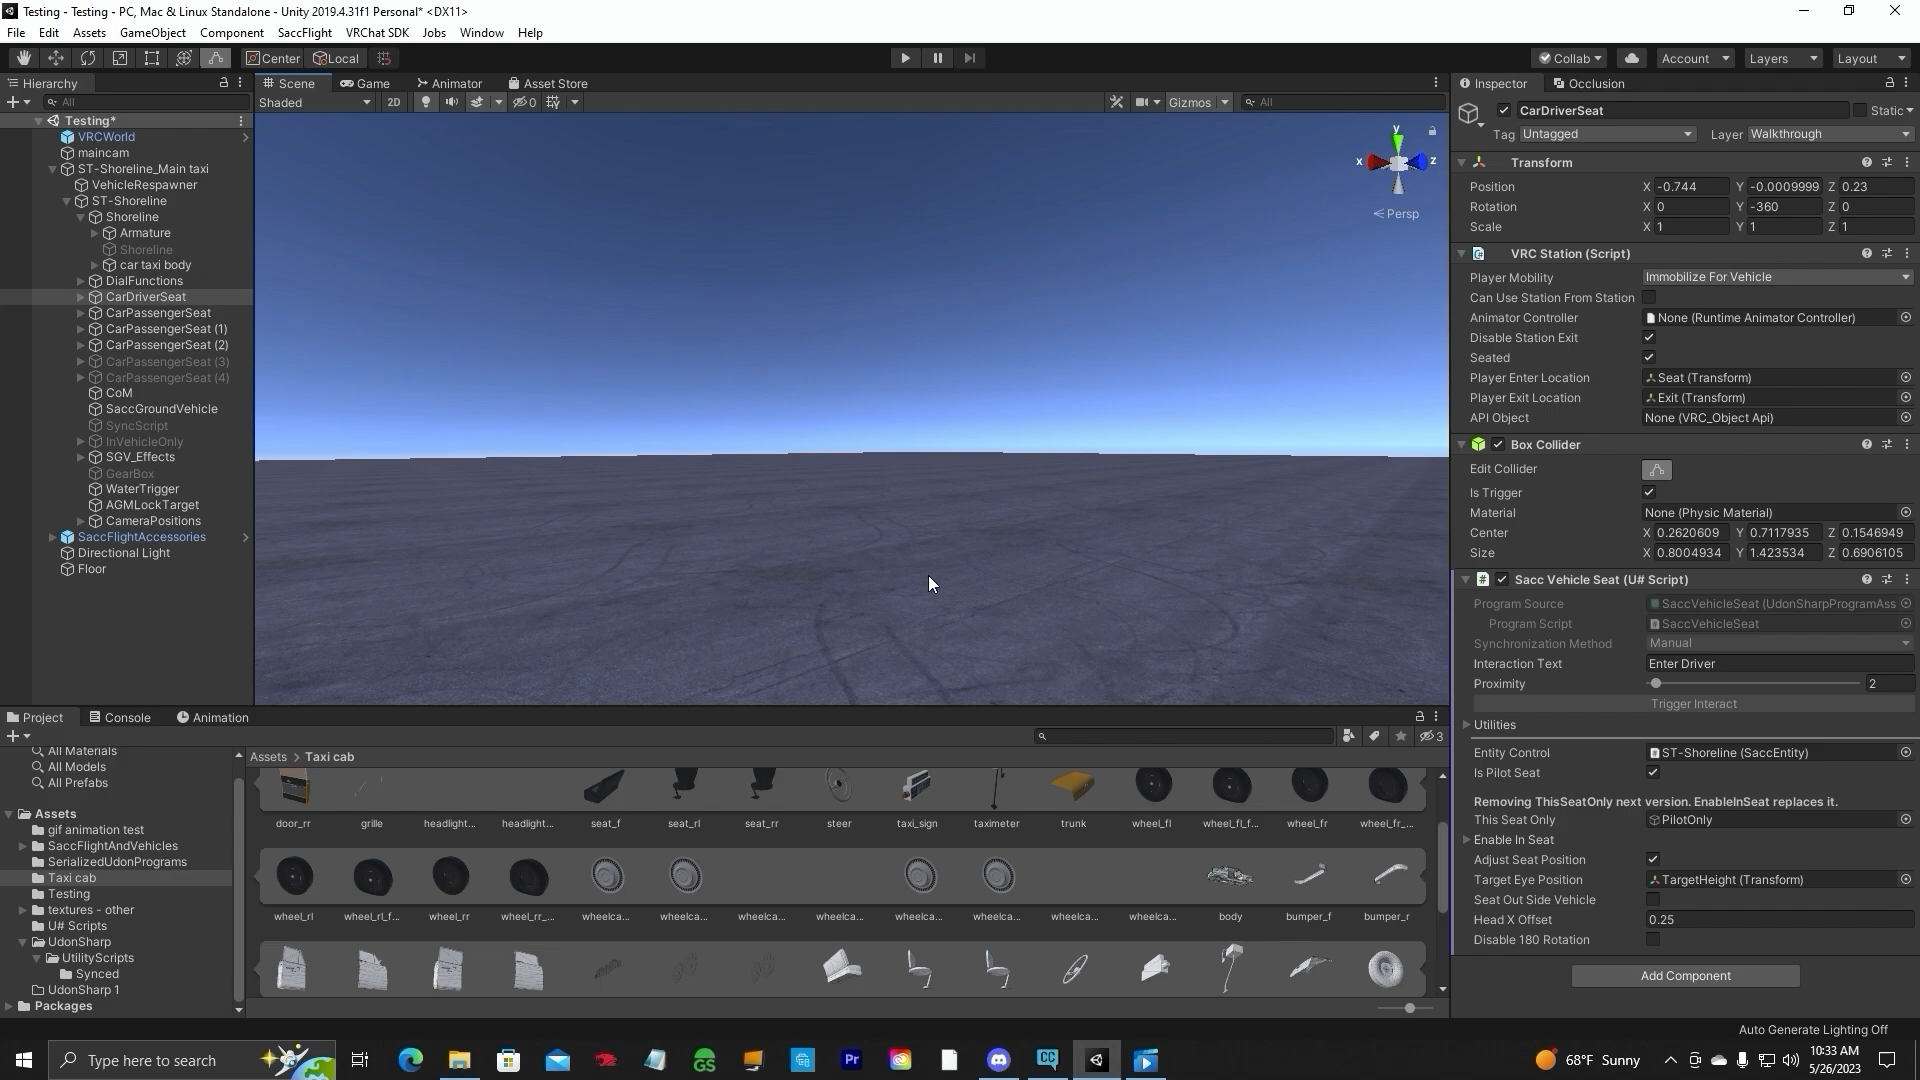 Testing - Testing - PC, Mac & Linux Standalone - Unity 2019.4.31f1 Personal* <DX11>
File Edit Assets GameObject Component SaccFlight VRChat SDK Jobs Window Help
Center Local Collab Account Layers Layout
Hierarchy
All
Testing*
VRCWorld
maincam
ST-Shoreline_Main taxi
VehicleRespawner
ST-Shoreline
Shoreline
Armature
Shoreline
car taxi body
DialFunctions
CarDriverSeat
CarPassengerSeat
CarPassengerSeat (1)
CarPassengerSeat (2)
CarPassengerSeat (3)
CarPassengerSeat (4)
CoM
SaccGroundVehicle
SyncScript
InVehicleOnly
SGV_Effects
GearBox
WaterTrigger
AGMLockTarget
CameraPositions
SaccFlightAccessories
Directional Light
Floor
Scene Game Animator Asset Store
Shaded 2D 0 Gizmos All
y
x z
Persp
Inspector Occlusion
CarDriverSeat Static
Tag Untagged Layer Walkthrough
Transform
Position X -0.744 Y -0.0009999 Z 0.23
Rotation X 0 Y -360 Z 0
Scale X 1 Y 1 Z 1
VRC Station (Script)
Player Mobility Immobilize For Vehicle
Can Use Station From Station
Animator Controller None (Runtime Animator Controller)
Disable Station Exit
Seated
Player Enter Location Seat (Transform)
Player Exit Location Exit (Transform)
API Object None (VRC_Object Api)
Box Collider
Edit Collider
Is Trigger
Material None (Physic Material)
Center X 0.2620609 Y 0.7117935 Z 0.1546949
Size X 0.8004934 Y 1.423534 Z 0.6906105
Sacc Vehicle Seat (U# Script)
Program Source SaccVehicleSeat (UdonSharpProgramAss
Program Script SaccVehicleSeat
Synchronization Method Manual
Interaction Text Enter Driver
Proximity 2
Trigger Interact
Utilities
Entity Control ST-Shoreline (SaccEntity)
Is Pilot Seat
Removing ThisSeatOnly next version. EnableInSeat replaces it.
This Seat Only PilotOnly
Enable In Seat
Adjust Seat Position
Target Eye Position TargetHeight (Transform)
Seat Out Side Vehicle
Head X Offset 0.25
Disable 180 Rotation
Add Component
Project Console Animation
3
All Materials
All Models
All Prefabs
Assets
gif animation test
SaccFlightAndVehicles
SerializedUdonPrograms
Taxi cab
Testing
textures - other
U# Scripts
UdonSharp
UtilityScripts
Synced
UdonSharp 1
Packages
Assets > Taxi cab
door_rr grille headlight... headlight... seat_f seat_rl seat_rr steer taxi_sign taximeter trunk wheel_fl wheel_fl_f... wheel_fr wheel_fr_...
wheel_rl wheel_rl_f... wheel_rr wheel_rr_... wheelca... wheelca... wheelca... wheelca... wheelca... wheelca... wheelca... wheelca... body bumper_f bumper_r
Auto Generate Lighting Off
Type here to search
GS
Pr
CC
68°F Sunny
10:33 AM
5/26/2023